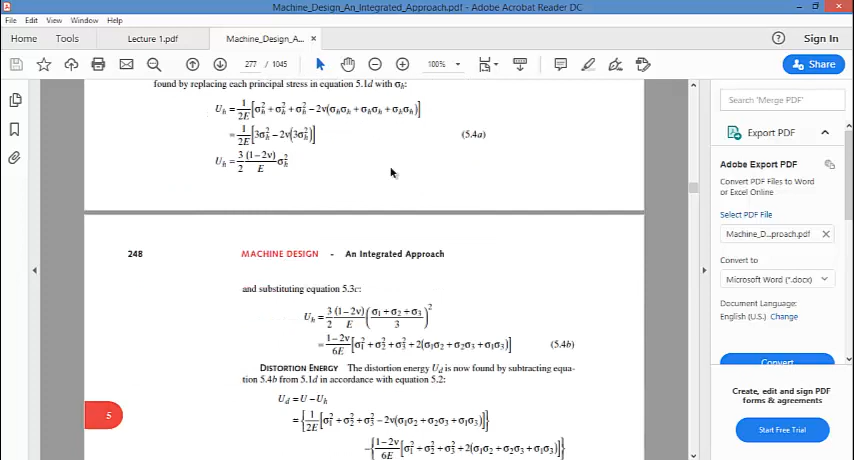 Machine_Design_An_Integrated_Approach.pdf - Adobe Acrobat Reader DC
File Edit View Window Help
Home Tools Lecture 1.pdf Machine_Design_A... × Sign In
277 / 1045 100% Share
found by replacing each principal stress in equation 5.1d with σh:
Uh = 1/2E [σh² + σh² + σh² − 2ν(σhσh + σhσh + σhσh)]
= 1/2E [3σh² − 2ν(3σh²)] (5.4a)
Uh = 3/2 (1−2ν)/E σh²
248 MACHINE DESIGN - An Integrated Approach
and substituting equation 5.3c:
Uh = 3/2 (1−2ν)/E ((σ1 + σ2 + σ3)/3)²
= (1−2ν)/6E [σ1² + σ2² + σ3² + 2(σ1σ2 + σ2σ3 + σ1σ3)] (5.4b)
DISTORTION ENERGY The distortion energy Ud is now found by subtracting equa-
tion 5.4b from 5.1d in accordance with equation 5.2:
Ud = U − Uh
= {1/2E [σ1² + σ2² + σ3² − 2ν(σ1σ2 + σ2σ3 + σ1σ3)]}
−{(1−2ν)/6E [σ1² + σ2² + σ3² + 2(σ1σ2 + σ2σ3 + σ1σ3)]}
5
Search 'Merge PDF'
Export PDF
Adobe Export PDF
Convert PDF Files to Word
or Excel Online
Select PDF File
Machine_D...proach.pdf ×
Convert to
Microsoft Word (*.docx)
Document Language:
English (U.S.) Change
Convert
Create, edit and sign PDF
forms & agreements
Start Free Trial